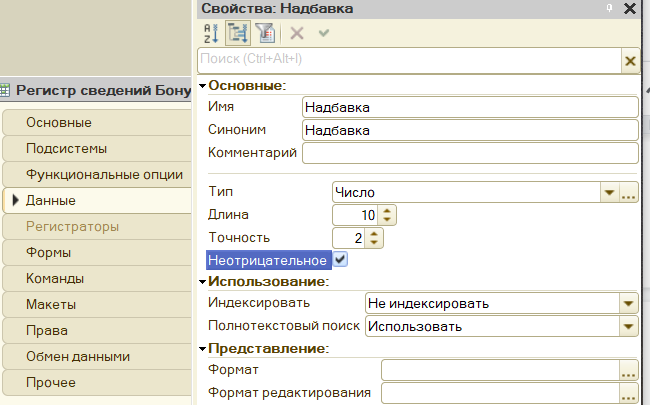 Свойства: Надбавка
Поиск (Ctrl+Alt+I)
Регистр сведений Бону
Основные
Подсистемы
Функциональные опции
Данные
Регистраторы
Формы
Команды
Макеты
Права
Обмен данными
Прочее
Основные:
Имя Надбавка
Синоним Надбавка
Комментарий
Тип Число
Длина 10
Точность 2
Неотрицательное
Использование:
Индексировать Не индексировать
Полнотекстовый поиск Использовать
Представление:
Формат
Формат редактирования